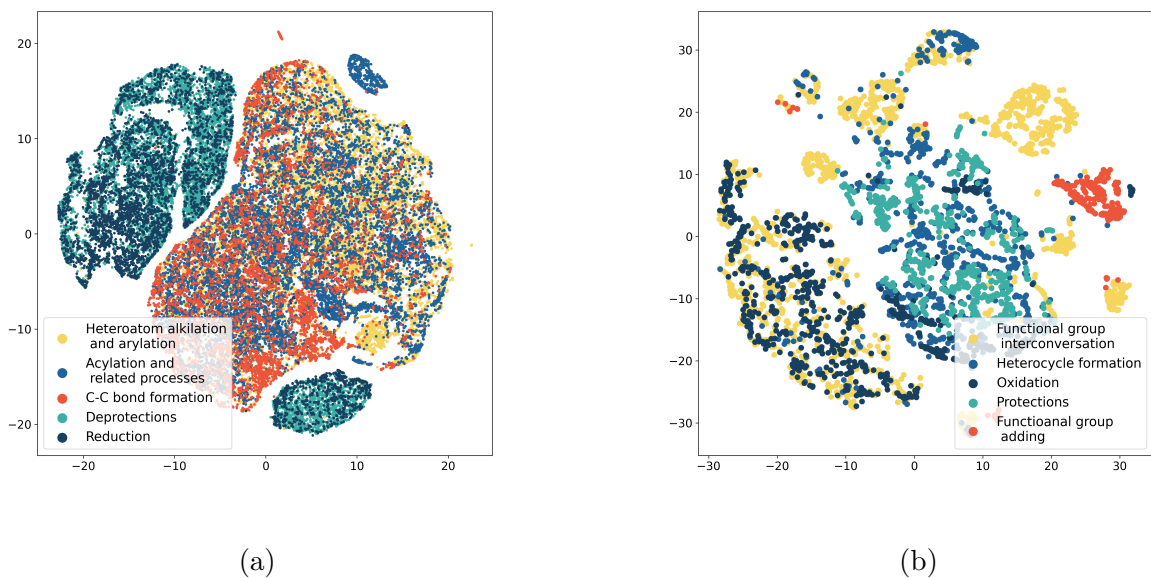 20
10
0
−10
−20
−20
−10
0
10
20
Heteroatom alkilation
and arylation
Acylation and
related processes
C-C bond formation
Deprotections
Reduction
(a)
30
20
10
0
−10
−20
−30
−30
−20
−10
0
10
20
30
Functional group
interconversation
Heterocycle formation
Oxidation
Protections
Functioanal group
adding
(b)